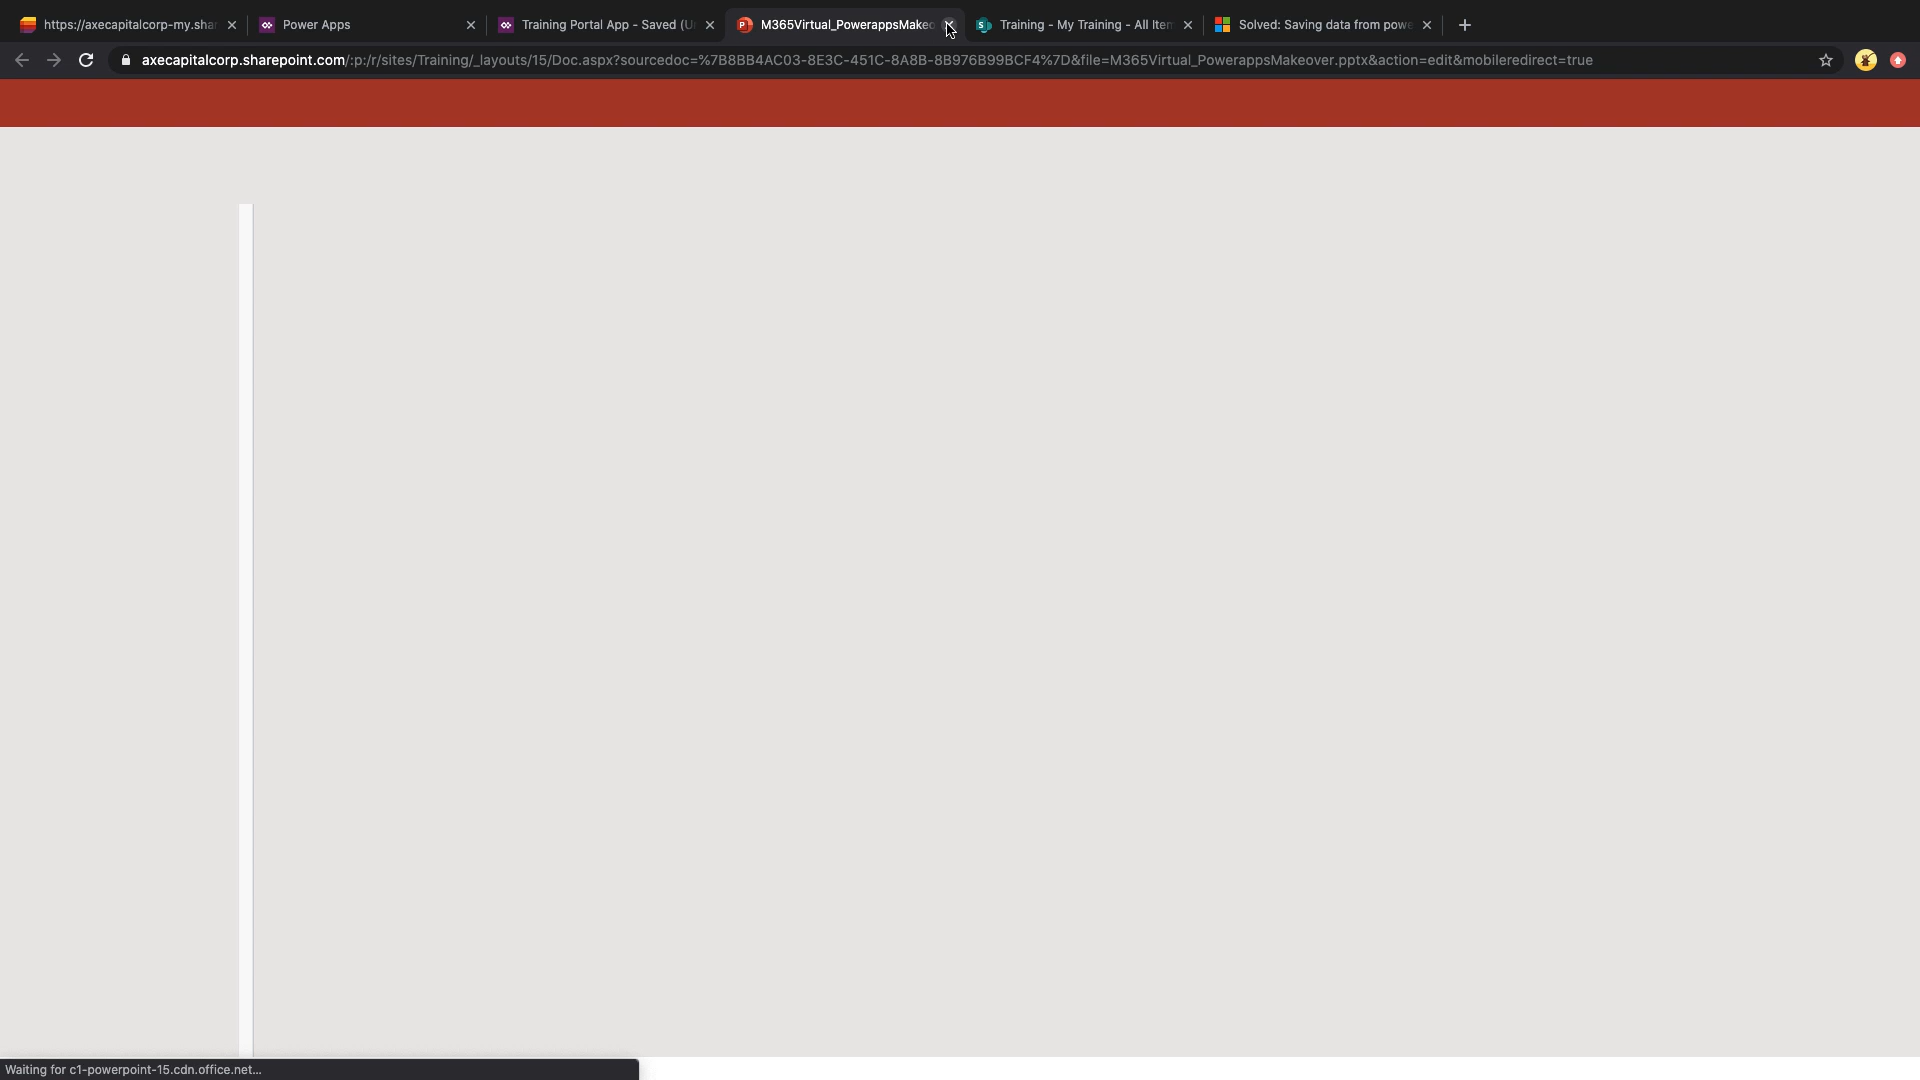 https://axecapitalcorp-my.shar
Power Apps
Training Portal App - Saved (U
M365Virtual_PowerappsMakeo
Training - My Training - All Item
Solved: Saving data from powe
axecapitalcorp.sharepoint.com/:p:/r/sites/Training/_layouts/15/Doc.aspx?sourcedoc=%7B8BB4AC03-8E3C-451C-8A8B-8B976B99BCF4%7D&file=M365Virtual_PowerappsMakeover.pptx&action=edit&mobileredirect=true
Waiting for c1-powerpoint-15.cdn.office.net...